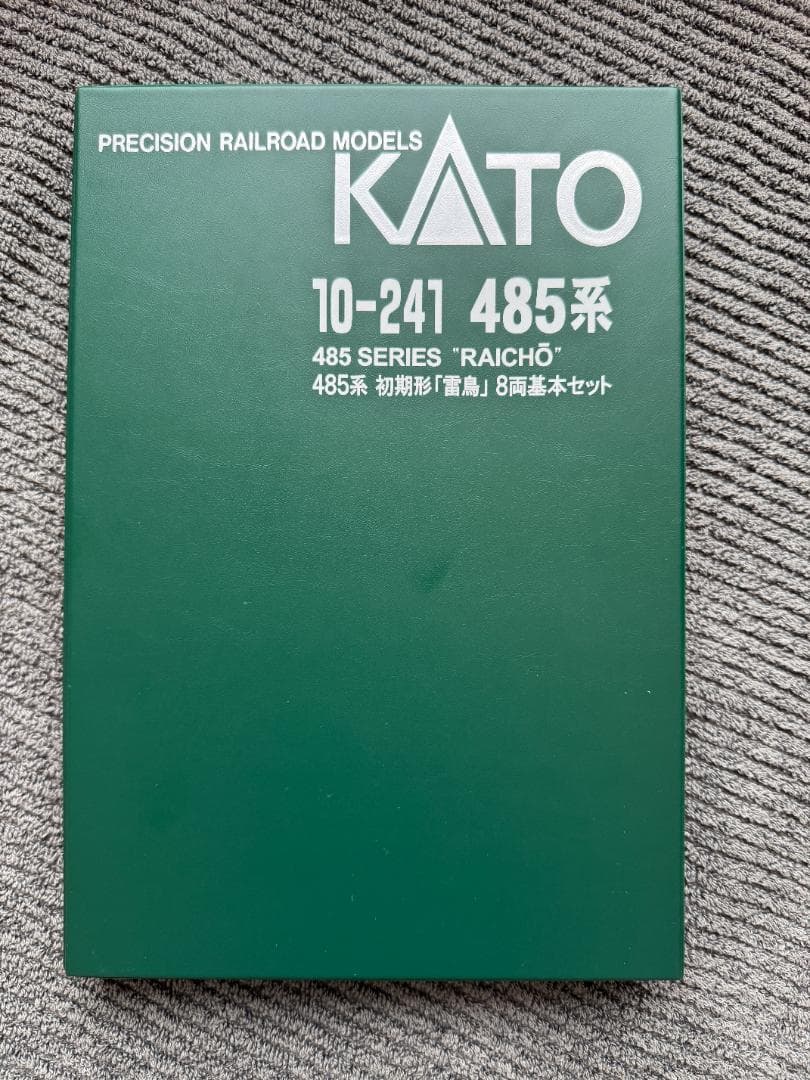 PRECISION RAILROAD MODELS
KATO
10-241 485系
485 SERIES "RAICHŌ"
485系 初期形「雷鳥」 8両基本セット